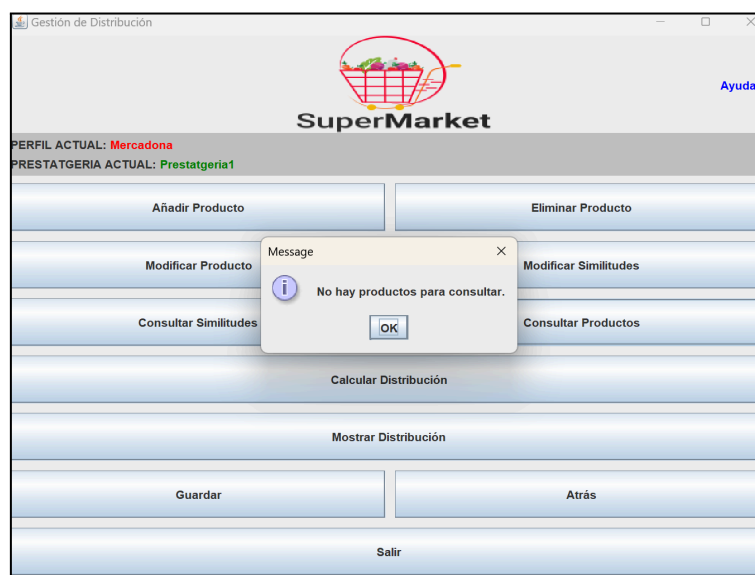 Gestión de Distribución
SuperMarket
Ayuda
PERFIL ACTUAL: Mercadona
PRESTATGERIA ACTUAL: Prestatgeria1
Añadir Producto
Eliminar Producto
Message
Modificar Producto
Modificar Similitudes
No hay productos para consultar.
OK
Consultar Similitudes
Consultar Productos
Calcular Distribución
Mostrar Distribución
Guardar
Atrás
Salir